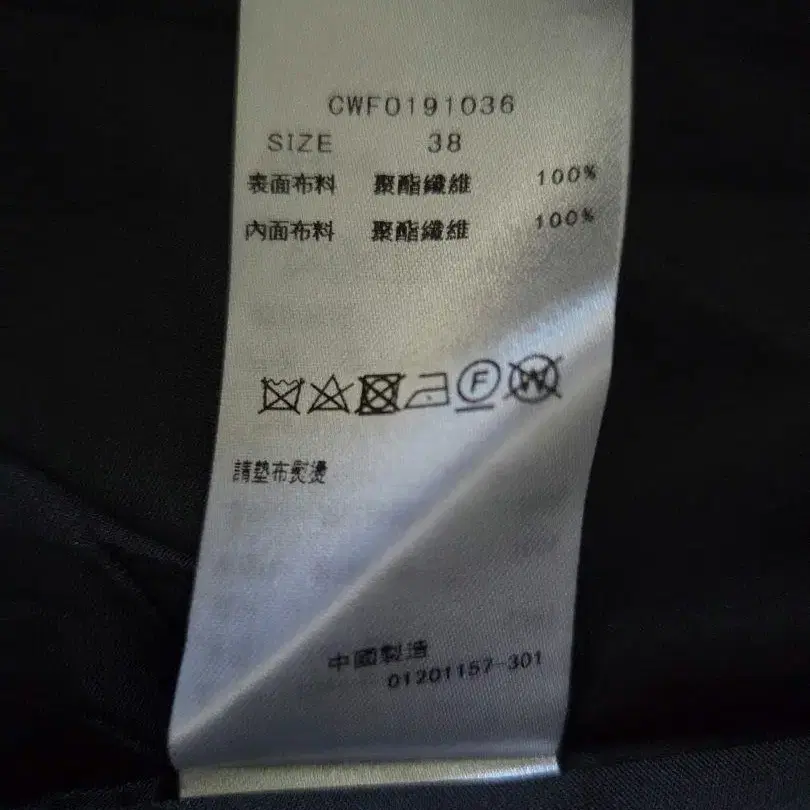 CWF0191036
SIZE 38
表面布料 聚酯纖維 100%
內面布料 聚酯纖維 100%
F W
請墊布熨燙
中國製造
01201157-301